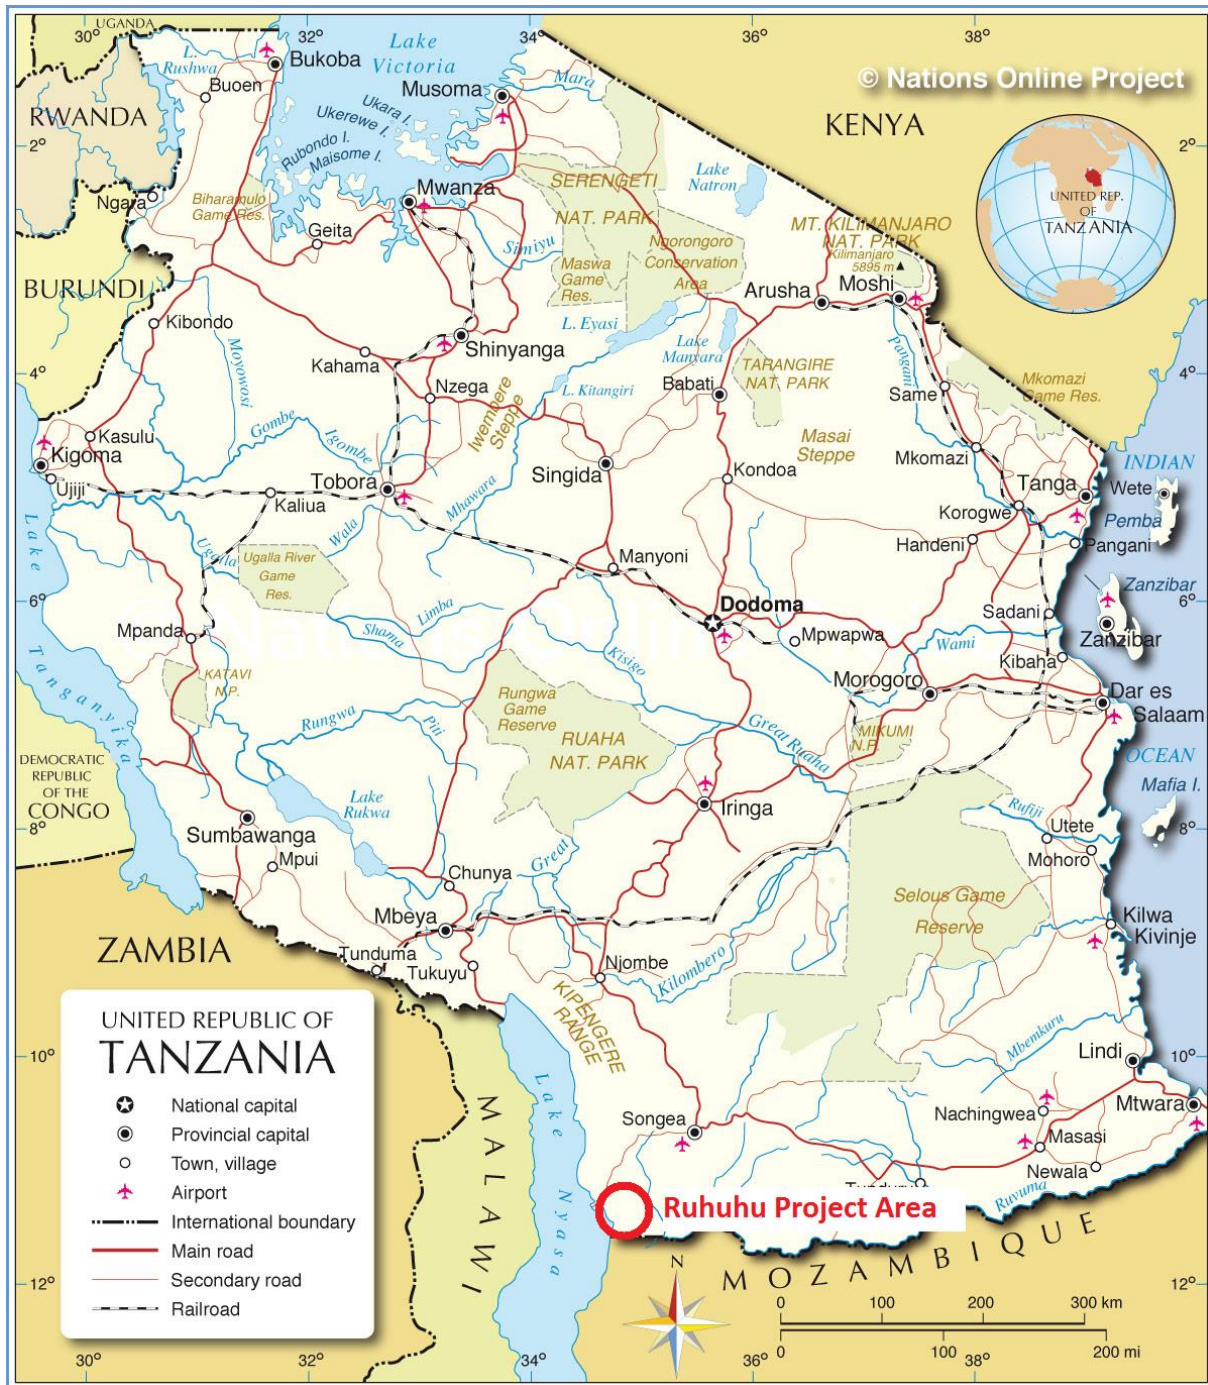 UGANDA
30°
32°
34°
36°
38°
Lake
Victoria
L.
Rushwa
Bukoba
Buoen
Musoma
Mara
© Nations Online Project
RWANDA
Ukara I.
Ukerewe I.
Rubondo I.
Maisome I.
KENYA
2°
2°
Ngara
Biharamulo
Game Res.
Mwanza
SERENGETI
NAT. PARK
Lake
Natron
UNITED REP.
OF
TANZANIA
Geita
Simiyu
Ngorongoro
Conservation
Area
MT. KILIMANJARO
NAT. PARK
Kilimanjaro
5895 m
Maswa
Game
Res.
BURUNDI
Arusha
Moshi
Kibondo
L. Eyasi
Shinyanga
Lake
Manyara
Pangani
Kahama
Moyowosi
4°
4°
Nzega
L. Kitangiri
Babati
TARANGIRE
NAT. PARK
Same
Mkomazi
Game Res.
Iwembere
Steppe
Kasulu
Gombe
Igombe
Masai
Steppe
Kigoma
Ujiji
Tobora
Singida
Kondoa
Mkomazi
INDIAN
Tanga
Wete
Kaliua
Wala
Mhawara
Korogwe
Pemba
Handeni
Pangani
Lake
Tanganyika
Ugalla
Ugalla River
Game
Res.
Manyoni
Zanzibar
6°
6°
Dodoma
Limba
Shama
Sadani
Mpanda
Mpwapwa
Wami
Zanzibar
Kisigo
Kibaha
KATAVI
N.P.
Rungwa
Game
Reserve
Morogoro
Dar es
Salaam
Rungwa
Piti
RUAHA
NAT. PARK
Great
Ruaha
MIKUMI
N.P.
DEMOCRATIC
REPUBLIC
OF THE
CONGO
OCEAN
Mafia I.
Lake
Rukwa
Iringa
8°
8°
Sumbawanga
Rufiji
Utete
Mpui
Mohoro
Great
Chunya
Selous Game
Reserve
Mbeya
Kilwa
Kivinje
ZAMBIA
Tunduma
Tukuyu
Njombe
Kilombero
KIPENGERE
RANGE
UNITED REPUBLIC OF
TANZANIA
Mbemkuru
10°
10°
Lindi
Lake
Nyasa
MALAWI
National capital
Provincial capital
Town, village
Airport
International boundary
Main road
Secondary road
Railroad
Songea
Nachingwea
Mtwara
Masasi
Newala
Ruvuma
Ruhuhu Project Area
MOZAMBIQUE
N
12°
12°
0 100 200 300 km
0 100 200 mi
30°
32°
34°
36°
38°